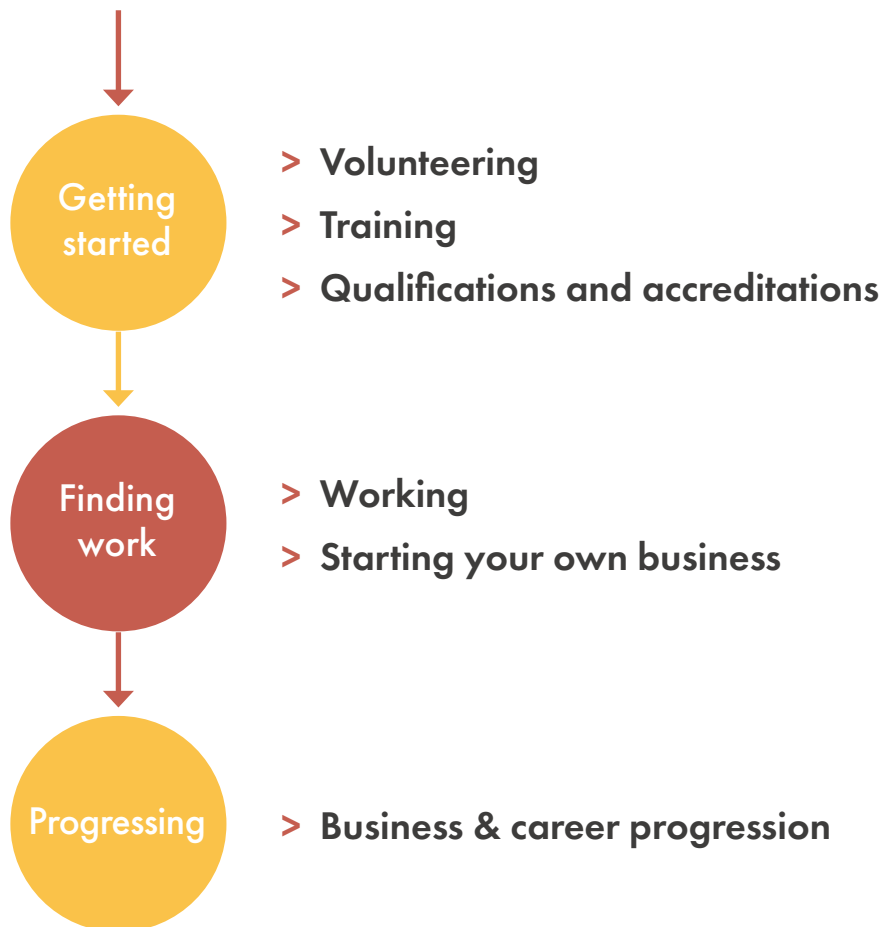 Getting
started
> Volunteering
> Training
> Qualifications and accreditations
Finding
work
> Working
> Starting your own business
Progressing
> Business & career progression